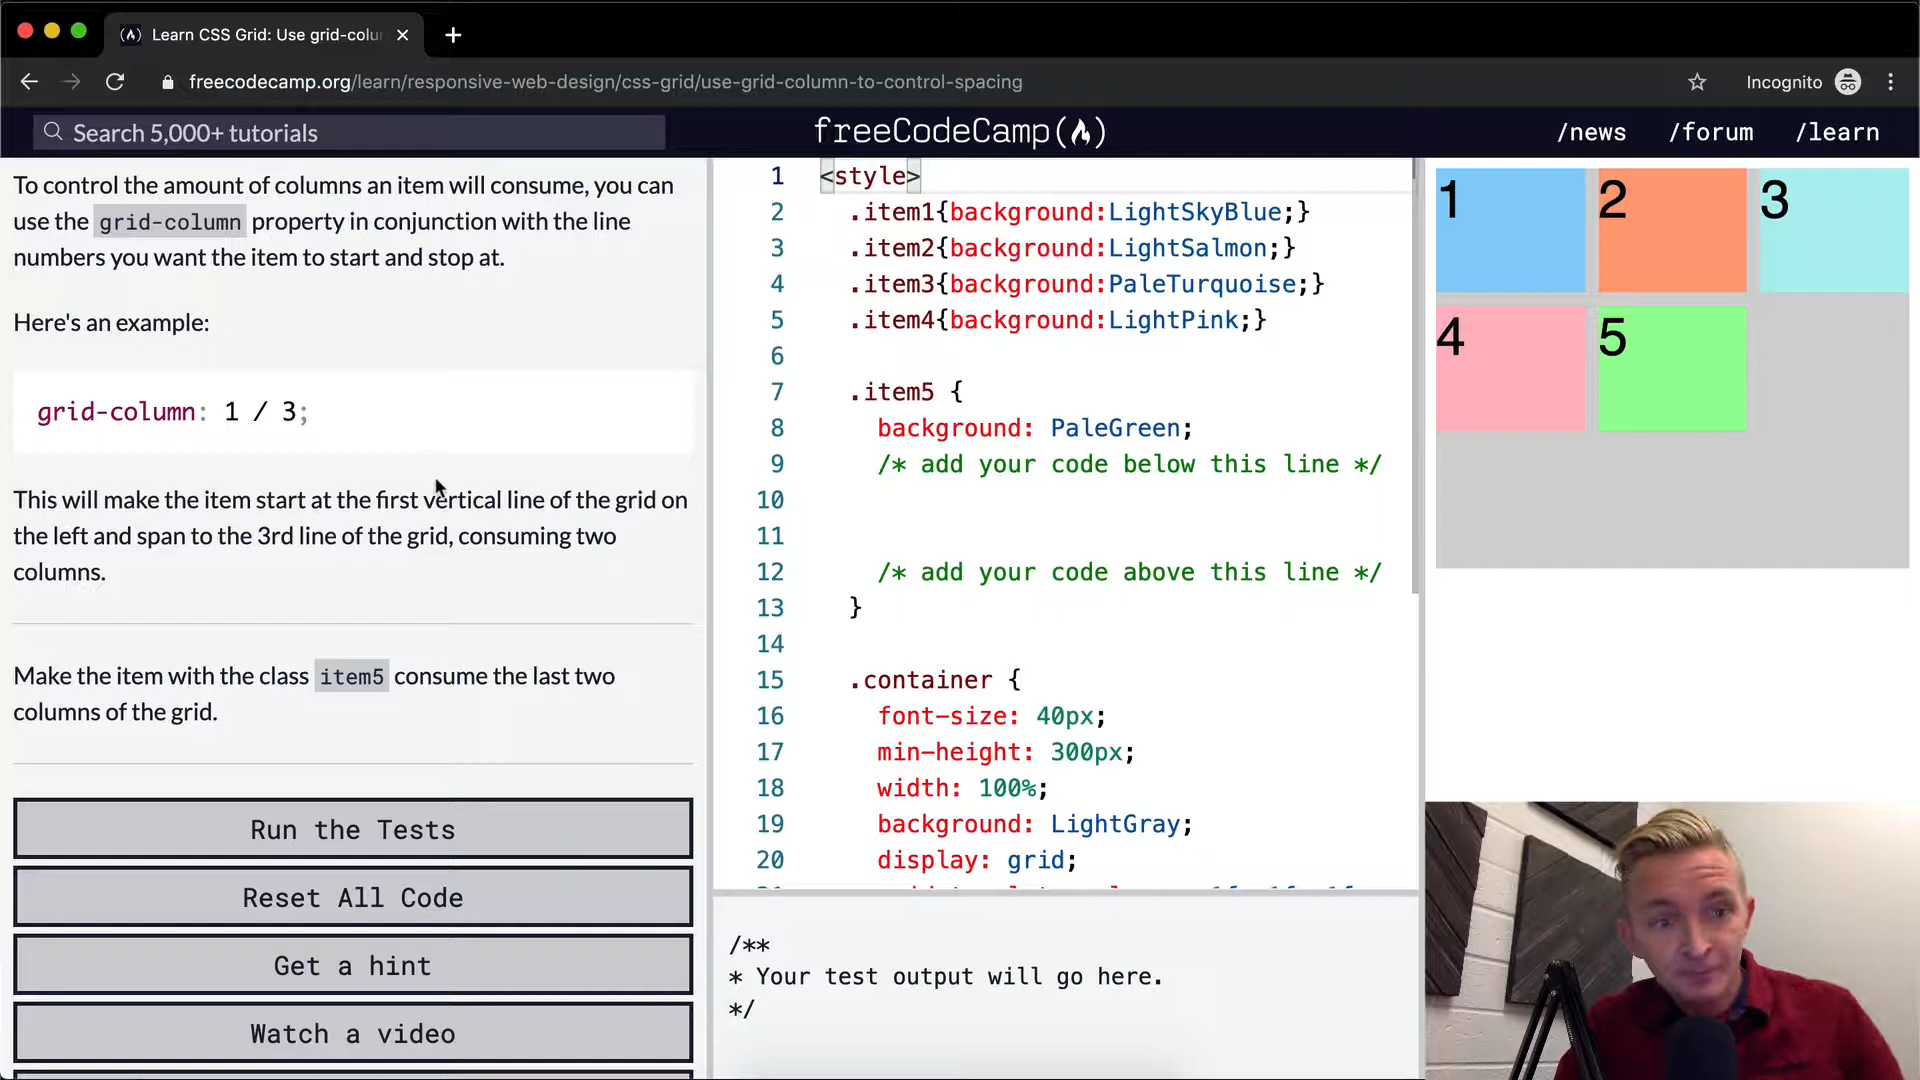 Learn CSS Grid: Use grid-colu
freecodecamp.org/learn/responsive-web-design/css-grid/use-grid-column-to-control-spacing
Incognito
Search 5,000+ tutorials
freeCodeCamp
/news /forum /learn
To control the amount of columns an item will consume, you can
use the grid-column property in conjunction with the line
numbers you want the item to start and stop at.
Here's an example:
grid-column: 1 / 3;
This will make the item start at the first vertical line of the grid on
the left and span to the 3rd line of the grid, consuming two
columns.
Make the item with the class item5 consume the last two
columns of the grid.
Run the Tests
Reset All Code
Get a hint
Watch a video
1 <style>
2 .item1{background:LightSkyBlue;}
3 .item2{background:LightSalmon;}
4 .item3{background:PaleTurquoise;}
5 .item4{background:LightPink;}
6
7 .item5 {
8 background: PaleGreen;
9 /* add your code below this line */
10
11
12 /* add your code above this line */
13 }
14
15 .container {
16 font-size: 40px;
17 min-height: 300px;
18 width: 100%;
19 background: LightGray;
20 display: grid;
/**
* Your test output will go here.
*/
1 2 3
4 5